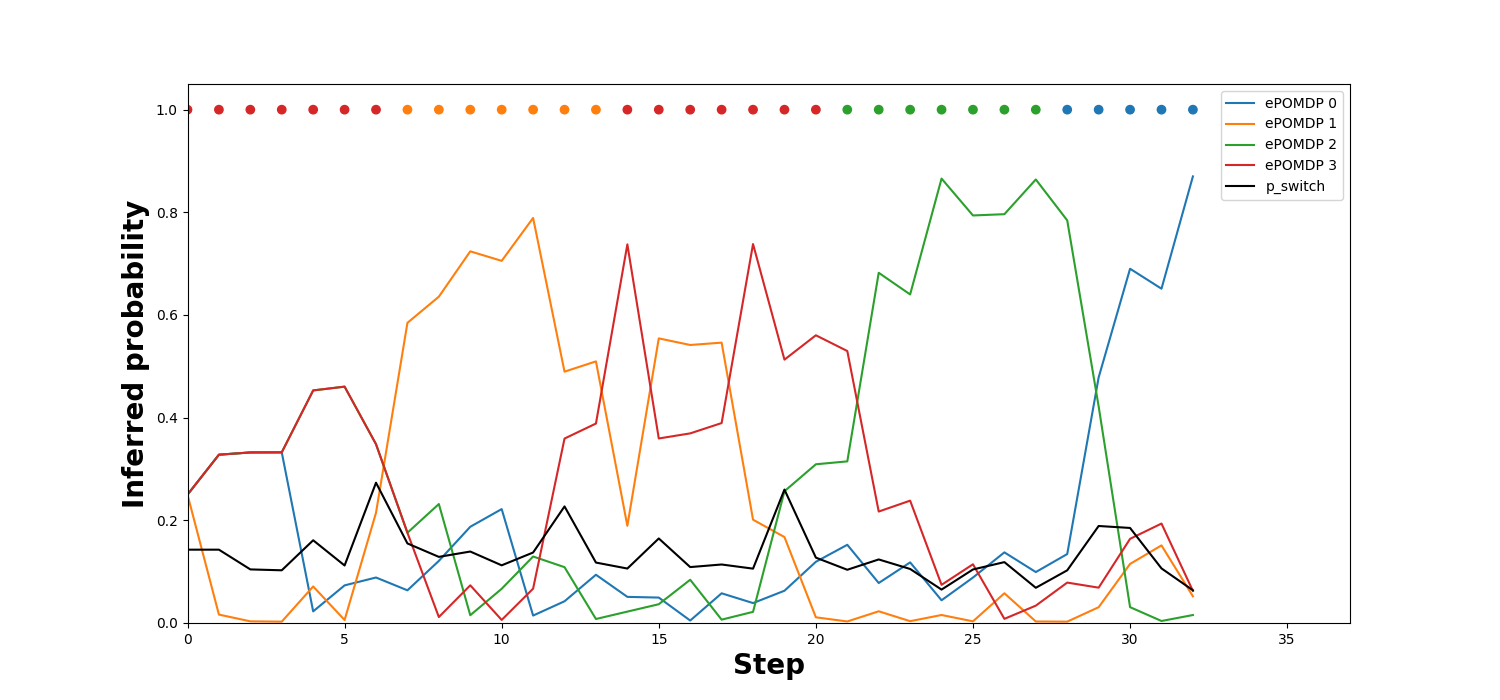 1.0
0.8
0.6
0.4
0.2
0.0
Inferred probability
0 5 10 15 20 25 30 35
Step
ePOMDP 0
ePOMDP 1
ePOMDP 2
ePOMDP 3
p_switch